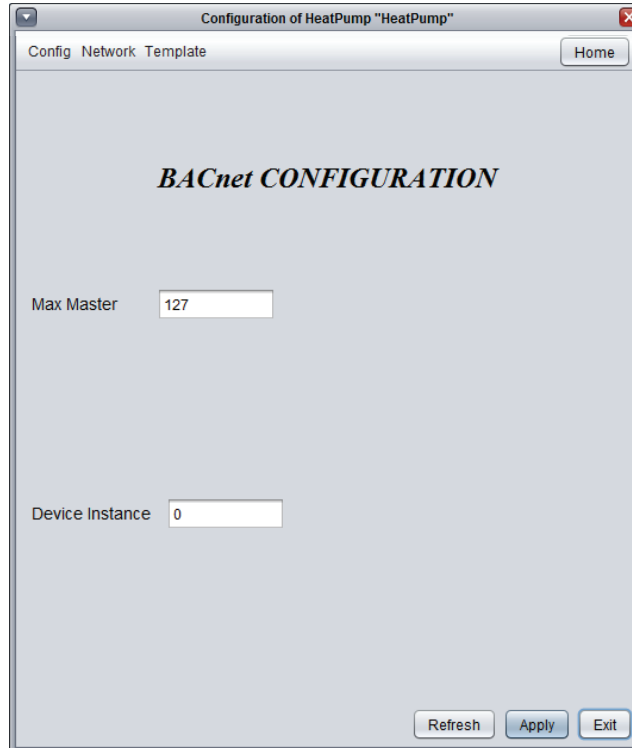 Configuration of HeatPump "HeatPump"
Config Network Template Home
BACnet CONFIGURATION
Max Master 127
Device Instance 0
Refresh Apply Exit